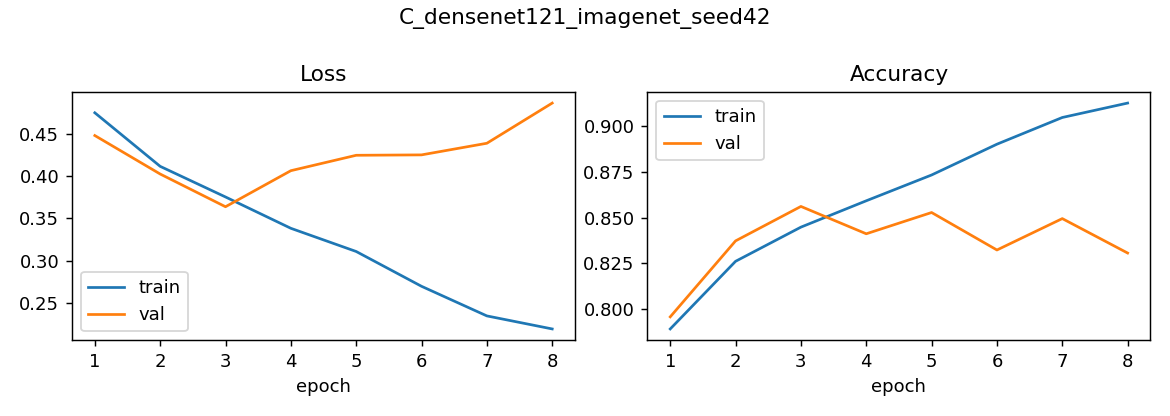 C_densenet121_imagenet_seed42
Loss
0.45
0.40
0.35
0.30
0.25
train
val
1 2 3 4 5 6 7 8
epoch
Accuracy
train
val
0.900
0.875
0.850
0.825
0.800
1 2 3 4 5 6 7 8
epoch